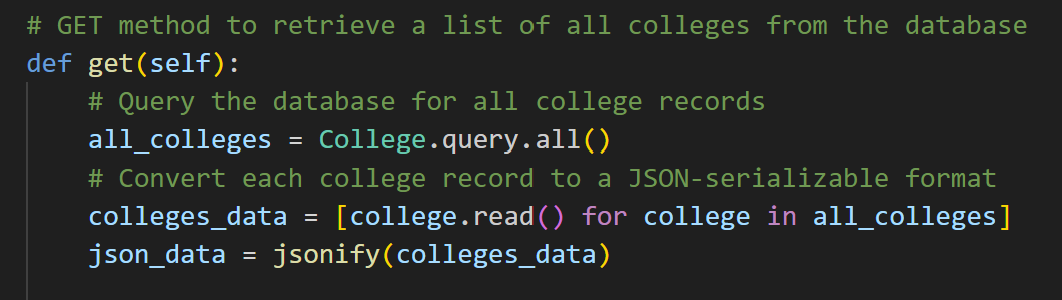 # GET method to retrieve a list of all colleges from the database
def get(self):
    # Query the database for all college records
    all_colleges = College.query.all()
    # Convert each college record to a JSON-serializable format
    colleges_data = [college.read() for college in all_colleges]
    json_data = jsonify(colleges_data)